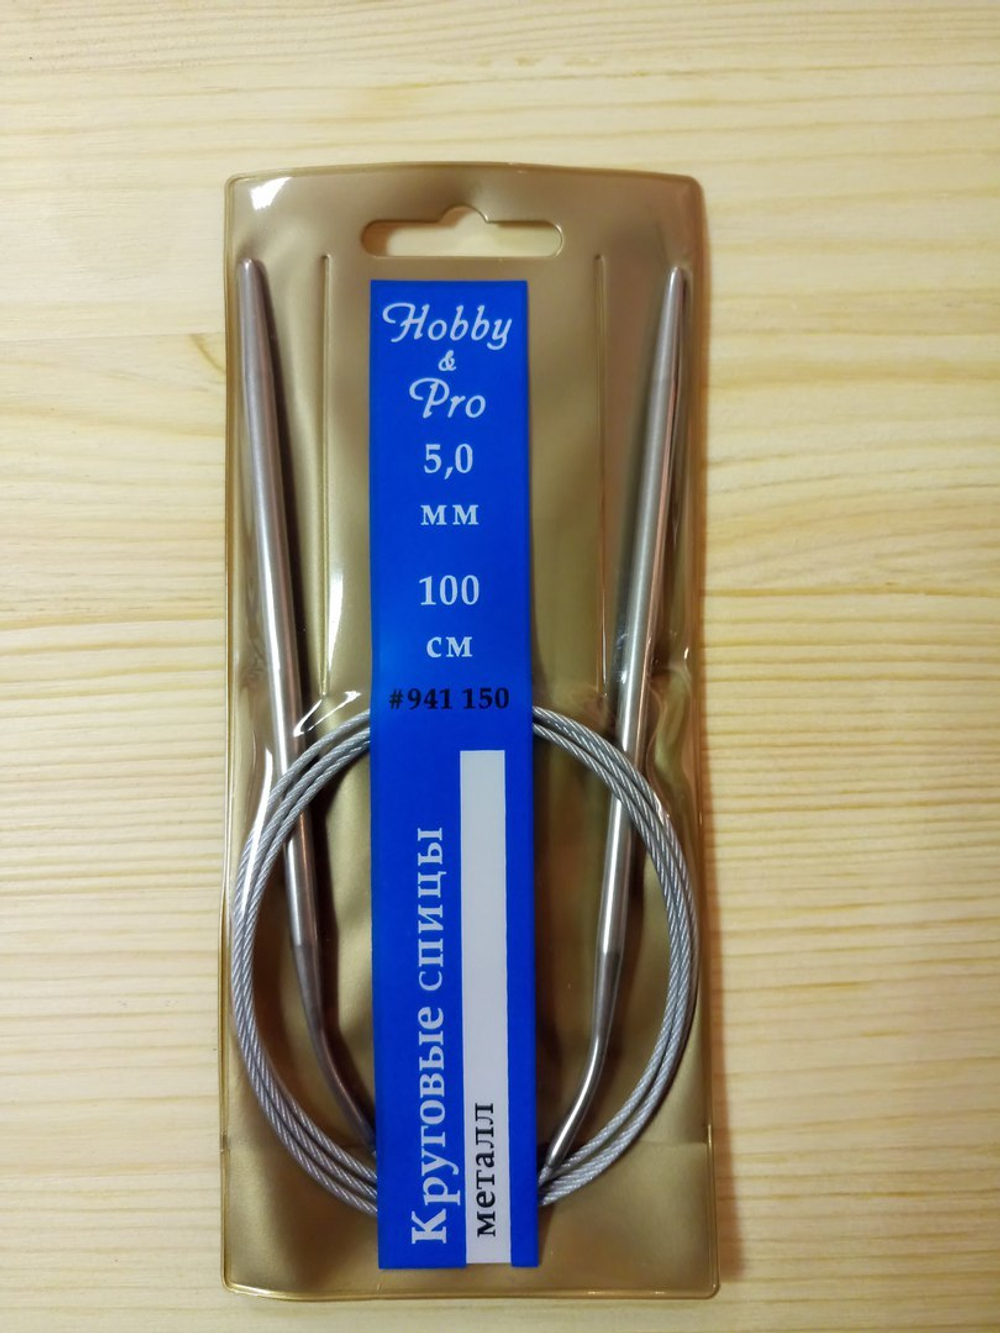 Hobby
&
Pro
5,0
мм
100
см
#941 150
Круговые спицы
металл